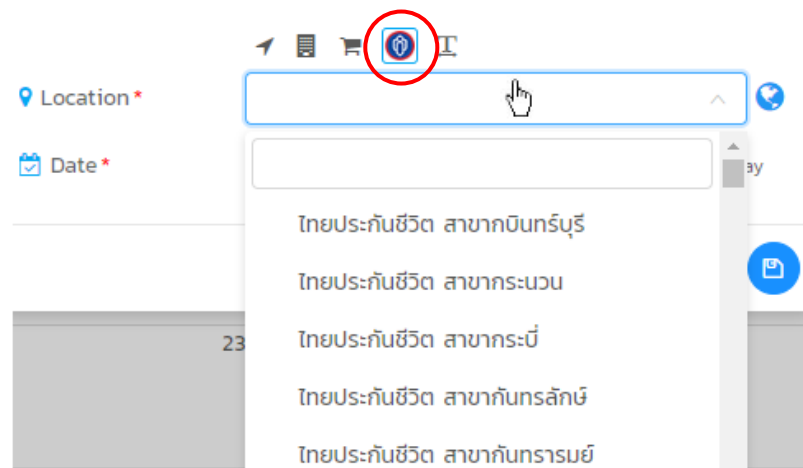 Location *
Date *
ay
ไทยประกันชีวิต สาขากบินทร์บุรี
ไทยประกันชีวิต สาขากระนวน
23
ไทยประกันชีวิต สาขากระบี่
ไทยประกันชีวิต สาขากันทรลักษ์
ไทยประกันชีวิต สาขากันทรารมย์